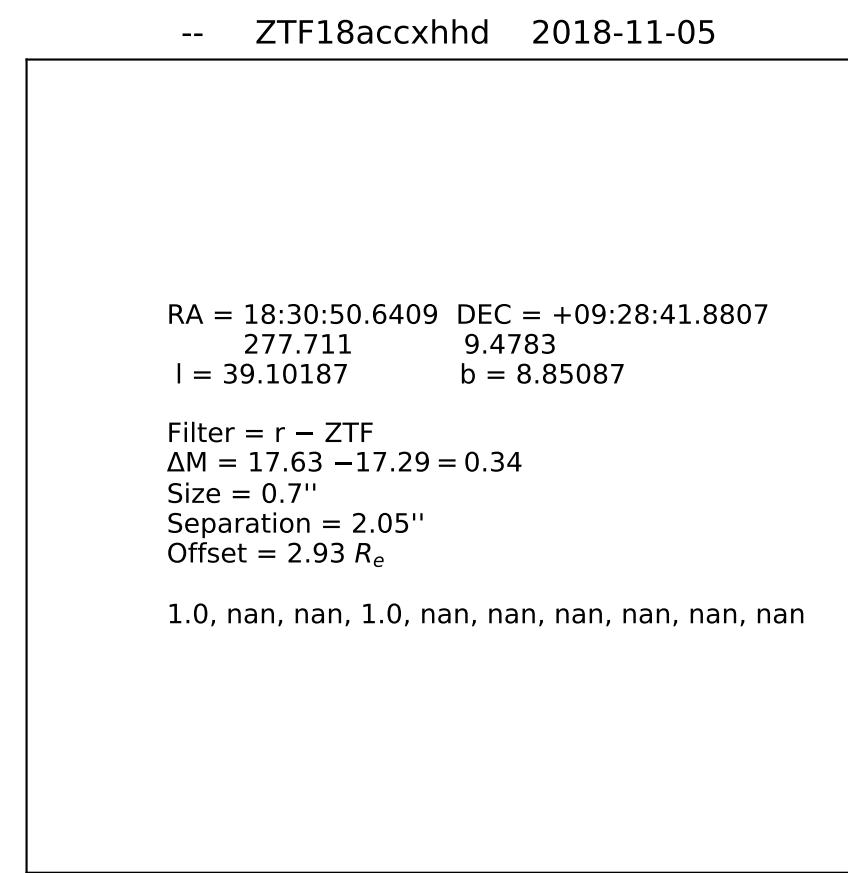 -- ZTF18accxhhd 2018-11-05
RA = 18:30:50.6409 DEC = +09:28:41.8807
277.711 9.4783
l = 39.10187 b = 8.85087
Filter = r − ZTF
ΔM = 17.63 −17.29 = 0.34
Size = 0.7''
Separation = 2.05''
Offset = 2.93 Re
1.0, nan, nan, 1.0, nan, nan, nan, nan, nan, nan